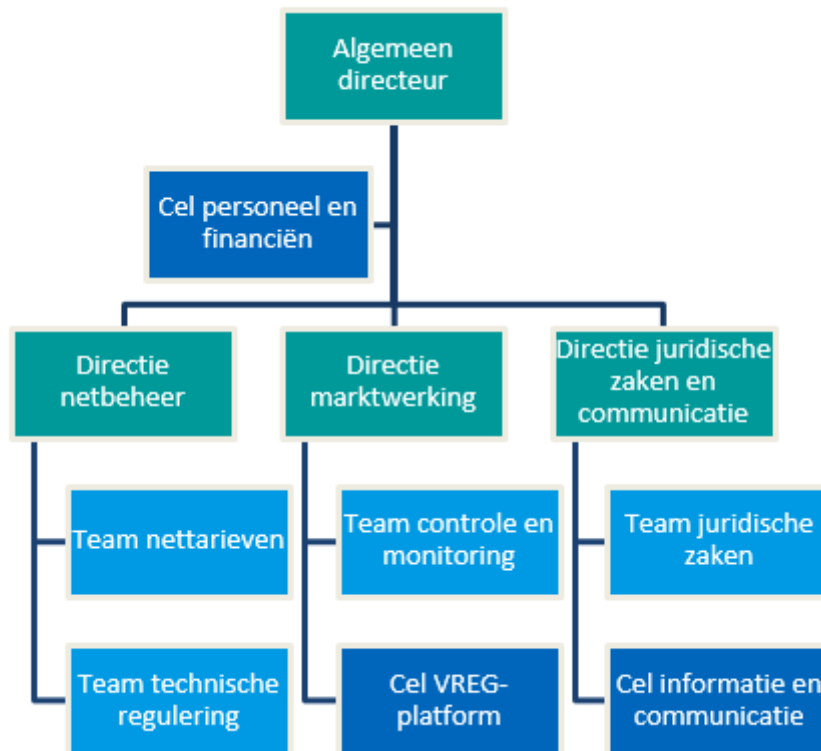 Algemeen
directeur
Cel personeel en
financiën
Directie
netbeheer
Directie
marktwerking
Directie juridische
zaken en
communicatie
Team nettarieven
Team controle en
monitoring
Team juridische
zaken
Team technische
regulering
Cel VREG-
platform
Cel informatie en
communicatie